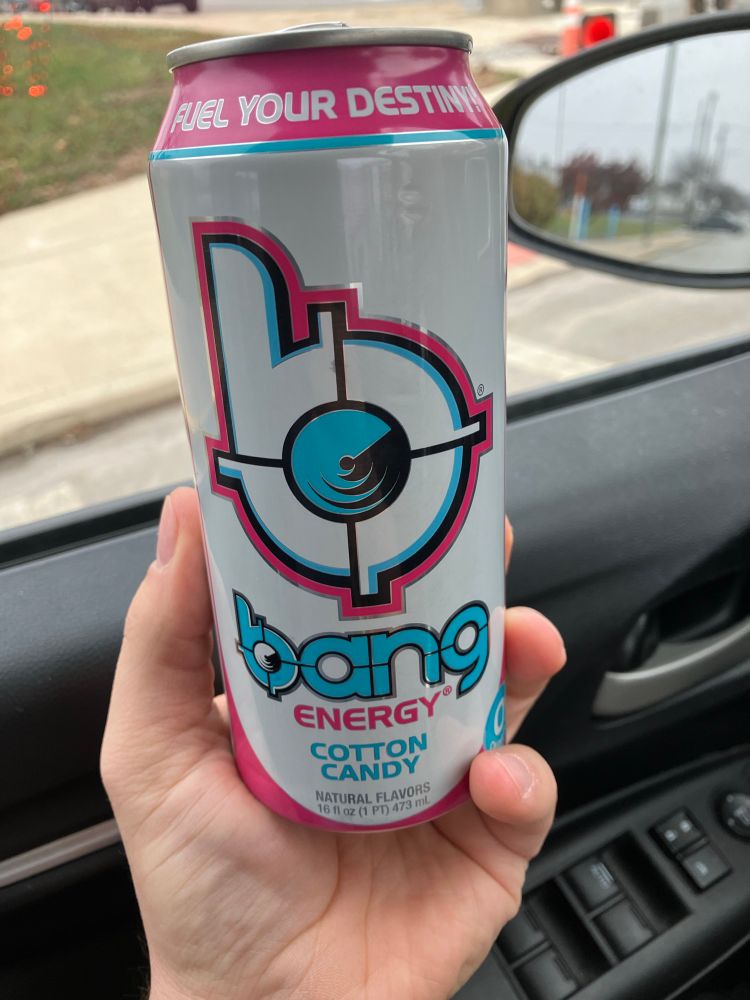 FUEL YOUR DESTINY!
bang
ENERGY®
COTTON
CANDY
NATURAL FLAVORS
16 fl oz (1 PT) 473 mL